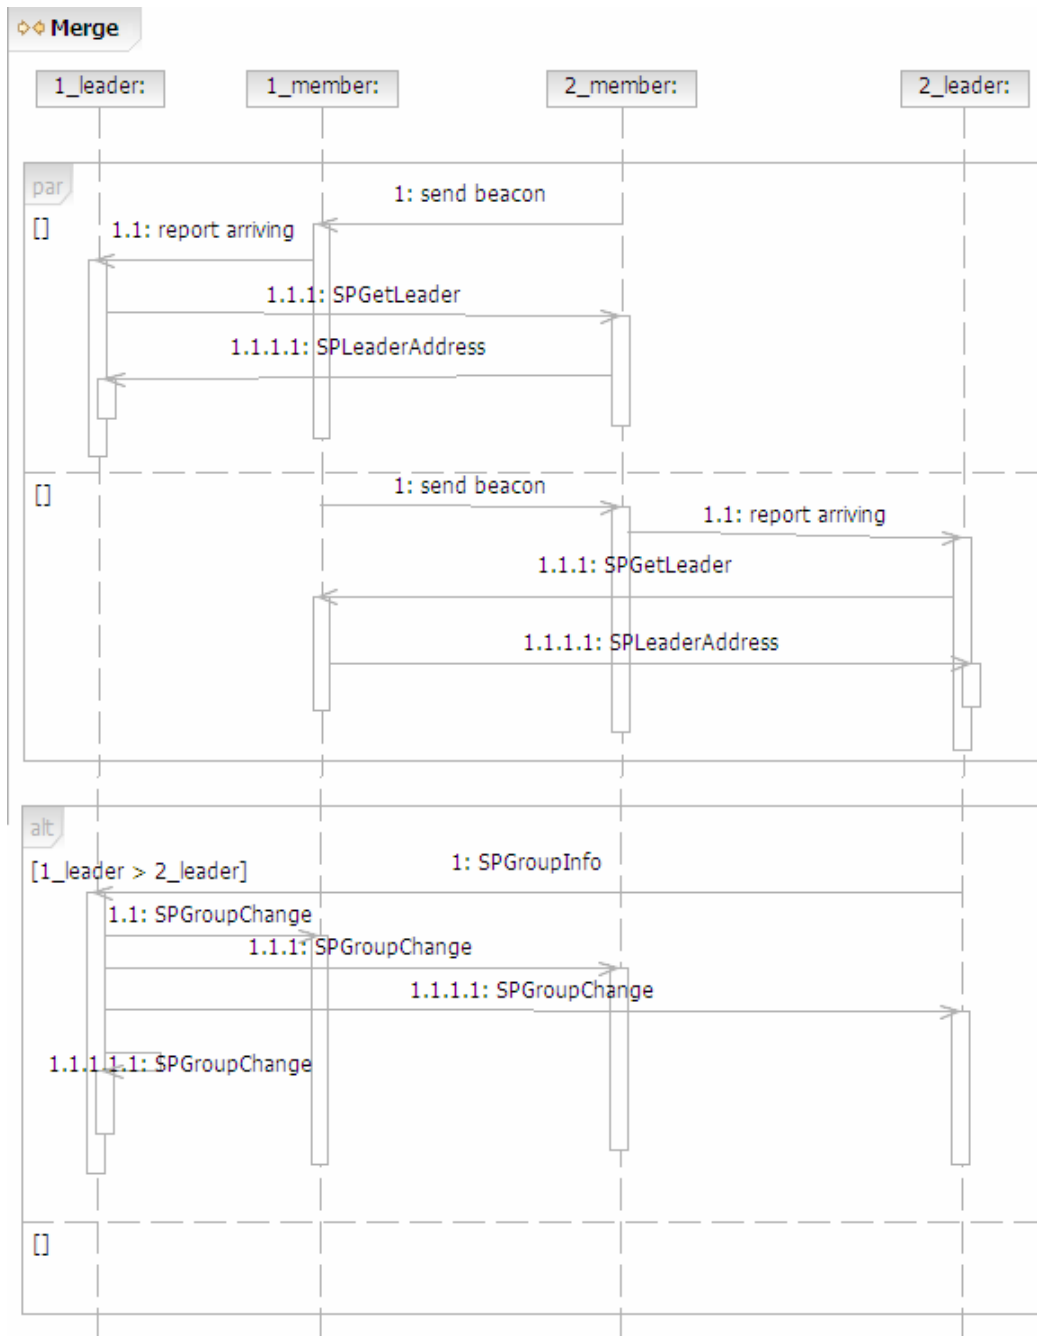 Merge
1_leader: 1_member: 2_member: 2_leader:
par
1: send beacon
[] 1.1: report arriving
1.1.1: SPGetLeader
1.1.1.1: SPLeaderAddress
[] 1: send beacon
1.1: report arriving
1.1.1: SPGetLeader
1.1.1.1: SPLeaderAddress
alt
[1_leader > 2_leader] 1: SPGroupInfo
1.1: SPGroupChange
1.1.1: SPGroupChange
1.1.1.1: SPGroupChange
1.1.1.1.1: SPGroupChange
[]